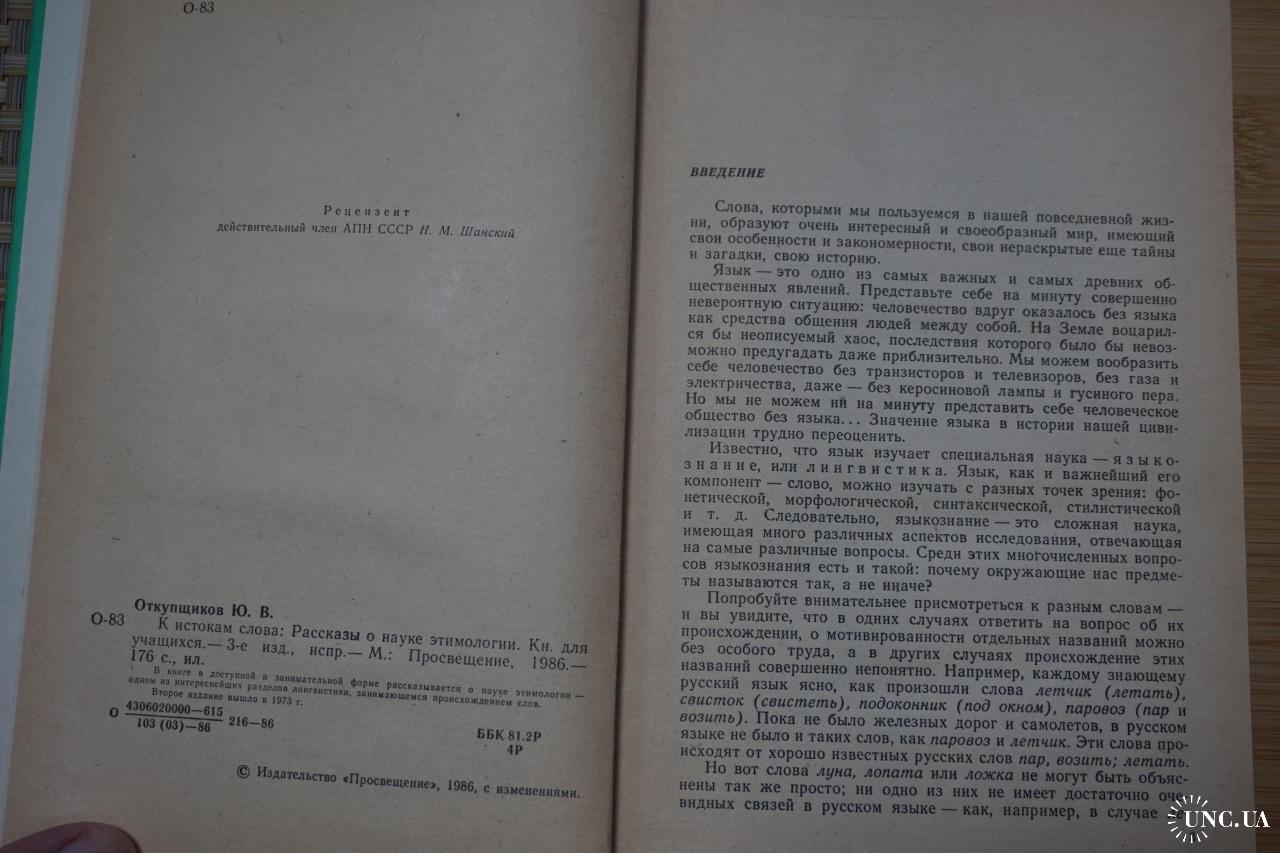 О-83
Рецензент
действительный член АПН СССР Н. М. Шанский
Откупщиков Ю. В.
О-83 К истокам слова: Рассказы о науке этимологии. Кн. для
учащихся.— 3-е изд., испр.— М.: Просвещение, 1986.—
176 с., ил.
В книге в доступной и занимательной форме рассказывается о науке этимологии —
одном из интереснейших разделов лингвистики, занимающемся происхождением слов.
Второе издание вышло в 1973 г.
О 4306020000—615
103 (03)—86 216—86
ББК 81.2Р
4Р
© Издательство «Просвещение», 1986, с изменениями.
ВВЕДЕНИЕ
Слова, которыми мы пользуемся в нашей повседневной жиз-
ни, образуют очень интересный и своеобразный мир, имеющий
свои особенности и закономерности, свои нераскрытые еще тайны
и загадки, свою историю.
Язык — это одно из самых важных и самых древних об-
щественных явлений. Представьте себе на минуту совершенно
невероятную ситуацию: человечество вдруг оказалось без языка
как средства общения людей между собой. На Земле воцарил-
ся бы неописуемый хаос, последствия которого было бы невоз-
можно предугадать даже приблизительно. Мы можем вообразить
себе человечество без транзисторов и телевизоров, без газа и
электричества, даже — без керосиновой лампы и гусиного пера.
Но мы не можем ни на минуту представить себе человеческое
общество без языка... Значение языка в истории нашей циви-
лизации трудно переоценить.
Известно, что язык изучает специальная наука — языко-
знание, или лингвистика. Язык, как и важнейший его
компонент — слово, можно изучать с разных точек зрения: фо-
нетической, морфологической, синтаксической, стилистической
и т. д. Следовательно, языкознание — это сложная наука,
имеющая много различных аспектов исследования, отвечающая
на самые различные вопросы. Среди этих многочисленных вопро-
сов языкознания есть и такой: почему окружающие нас предме-
ты называются так, а не иначе?
Попробуйте внимательнее присмотреться к разным словам —
и вы увидите, что в одних случаях ответить на вопрос об их
происхождении, о мотивированности отдельных названий можно
без особого труда, а в других случаях происхождение этих
названий совершенно непонятно. Например, каждому знающему
русский язык ясно, как произошли слова летчик (летать),
свисток (свистеть), подоконник (под окном), паровоз (пар и
возить). Пока не было железных дорог и самолетов, в русском
языке не было и таких слов, как паровоз и летчик. Эти слова про-
исходят от хорошо известных русских слов пар, возить; летать.
Но вот слова луна, лопата или ложка не могут быть объяс-
нены так же просто; ни одно из них не имеет достаточно оче-
видных связей в русском языке — как, например, в случае
UNC.UA